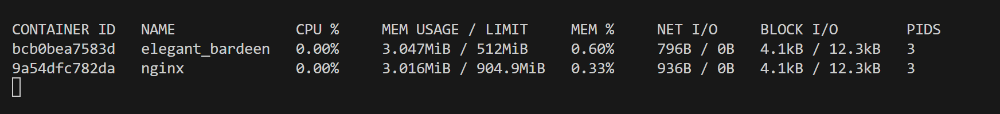 CONTAINER ID   NAME              CPU %     MEM USAGE / LIMIT     MEM %     NET I/O     BLOCK I/O        PIDS
bcb0bea7583d   elegant_bardeen   0.00%     3.047MiB / 512MiB     0.60%     796B / 0B   4.1kB / 12.3kB   3
9a54dfc782da   nginx             0.00%     3.016MiB / 904.9MiB   0.33%     936B / 0B   4.1kB / 12.3kB   3